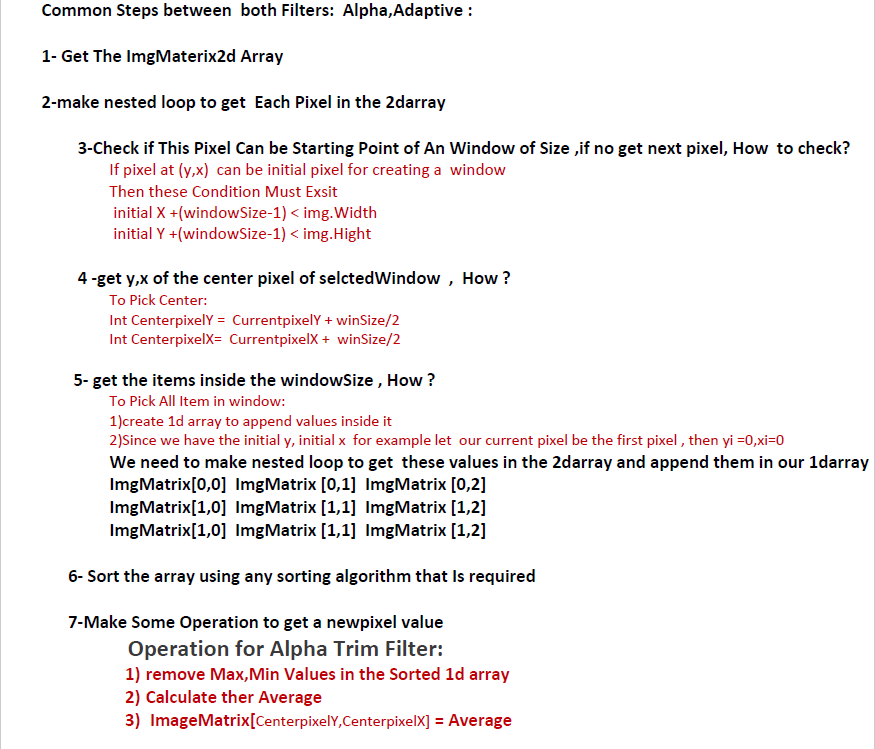 Common Steps between both Filters: Alpha,Adaptive :
1- Get The ImgMaterix2d Array
2-make nested loop to get Each Pixel in the 2darray
3-Check if This Pixel Can be Starting Point of An Window of Size ,if no get next pixel, How to check?
If pixel at (y,x) can be initial pixel for creating a window
Then these Condition Must Exsit
initial X +(windowSize-1) < img.Width
initial Y +(windowSize-1) < img.Hight
4 -get y,x of the center pixel of selctedWindow , How ?
To Pick Center:
Int CenterpixelY = CurrentpixelY + winSize/2
Int CenterpixelX= CurrentpixelX + winSize/2
5- get the items inside the windowSize , How ?
To Pick All Item in window:
1)create 1d array to append values inside it
2)Since we have the initial y, initial x for example let our current pixel be the first pixel , then yi =0,xi=0
We need to make nested loop to get these values in the 2darray and append them in our 1darray
ImgMatrix[0,0] ImgMatrix [0,1] ImgMatrix [0,2]
ImgMatrix[1,0] ImgMatrix [1,1] ImgMatrix [1,2]
ImgMatrix[1,0] ImgMatrix [1,1] ImgMatrix [1,2]
6- Sort the array using any sorting algorithm that Is required
7-Make Some Operation to get a newpixel value
Operation for Alpha Trim Filter:
1) remove Max,Min Values in the Sorted 1d array
2) Calculate ther Average
3) ImageMatrix[CenterpixelY,CenterpixelX] = Average